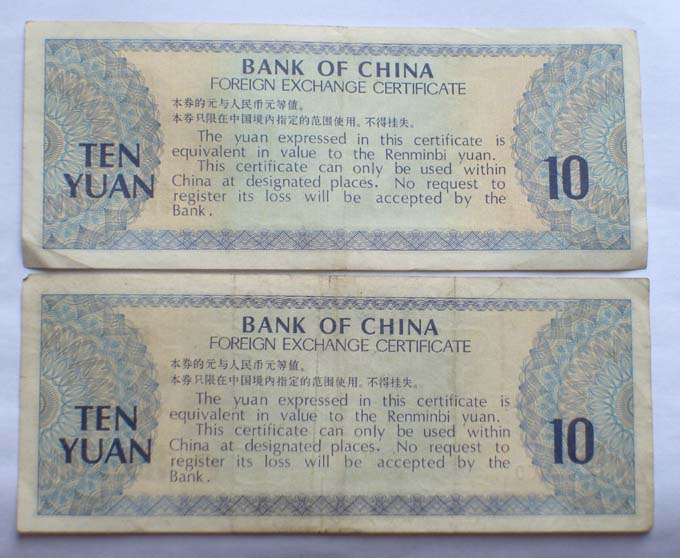 BANK OF CHINA
FOREIGN EXCHANGE CERTIFICATE
本券的元与人民币元等值。
本券只限在中国境内指定的范围使用。不得挂失。
The yuan expressed in this certificate is
equivalent in value to the Renminbi yuan.
This certificate can only be used within
China at designated places. No request to
register its loss will be accepted by the
Bank.
TEN
YUAN
10
BANK OF CHINA
FOREIGN EXCHANGE CERTIFICATE
本券的元与人民币元等值。
本券只限在中国境内指定的范围使用。不得挂失。
The yuan expressed in this certificate is
equivalent in value to the Renminbi yuan.
This certificate can only be used within
China at designated places. No request to
register its loss will be accepted by the
Bank.
TEN
YUAN
10